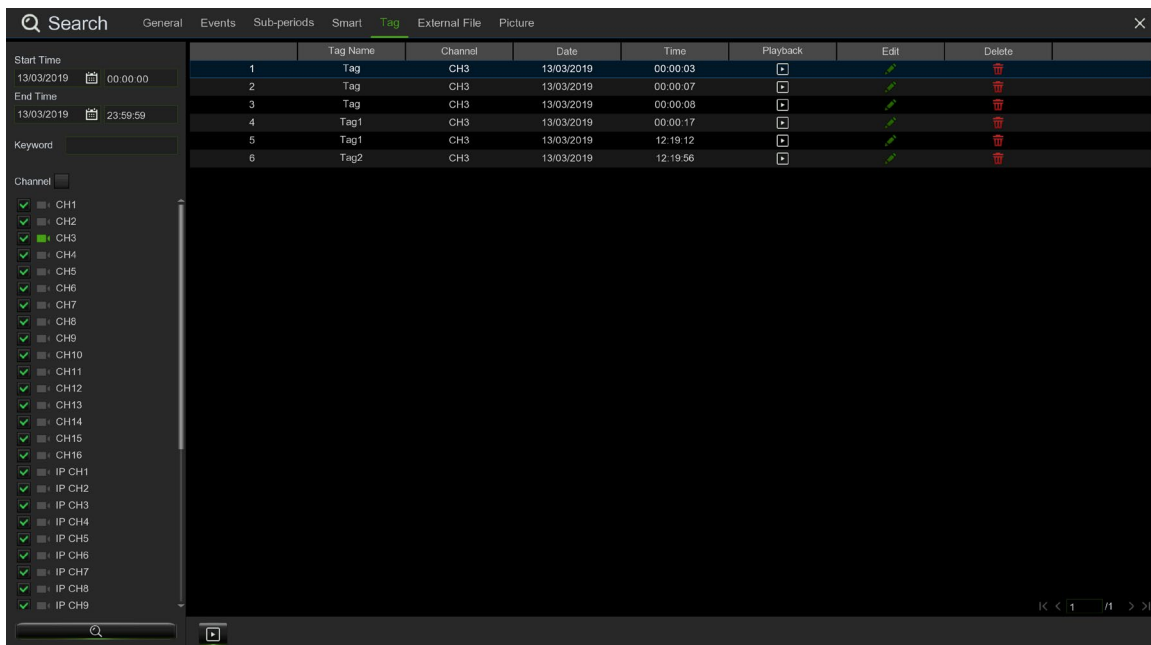 Search General Events Sub-periods Smart Tag External File Picture
Start Time
13/03/2019 00:00:00
End Time
13/03/2019 23:59:59
Keyword
Channel
CH1
CH2
CH3
CH4
CH5
CH6
CH7
CH8
CH9
CH10
CH11
CH12
CH13
CH14
CH15
CH16
IP CH1
IP CH2
IP CH3
IP CH4
IP CH5
IP CH6
IP CH7
IP CH8
IP CH9
Tag Name Channel Date Time Playback Edit Delete
1 Tag CH3 13/03/2019 00:00:03
2 Tag CH3 13/03/2019 00:00:07
3 Tag CH3 13/03/2019 00:00:08
4 Tag1 CH3 13/03/2019 00:00:17
5 Tag1 CH3 13/03/2019 12:19:12
6 Tag2 CH3 13/03/2019 12:19:56
1 /1